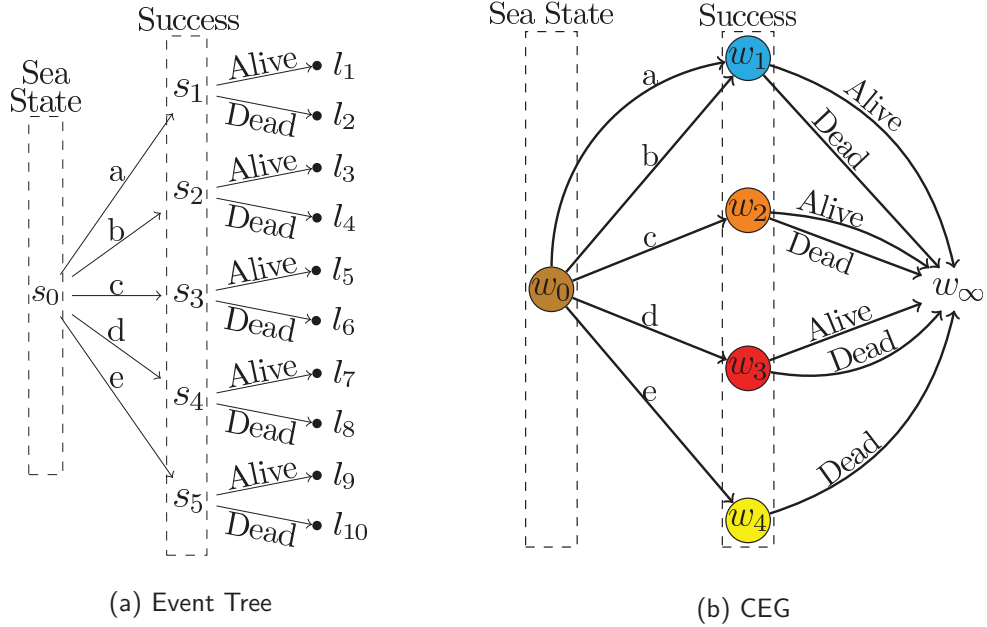 Success
Sea
State
s0
a
b
c
d
e
s1
s2
s3
s4
s5
Alive l1
Dead l2
Alive l3
Dead l4
Alive l5
Dead l6
Alive l7
Dead l8
Alive l9
Dead l10
(a) Event Tree
Sea State
Success
w0
a
b
c
d
e
w1
w2
w3
w4
Alive
Dead
Alive
Dead
Alive
Dead
Dead
w∞
(b) CEG